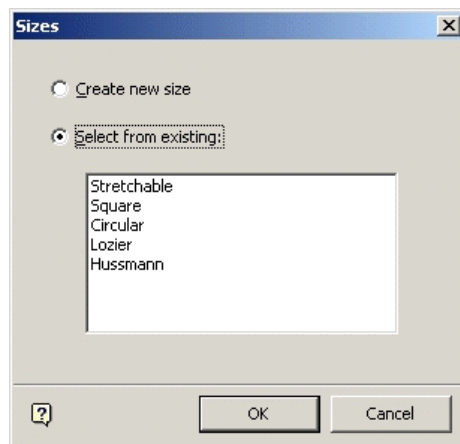 Sizes
Create new size
Select from existing:
Stretchable
Square
Circular
Lozier
Hussmann
OK
Cancel